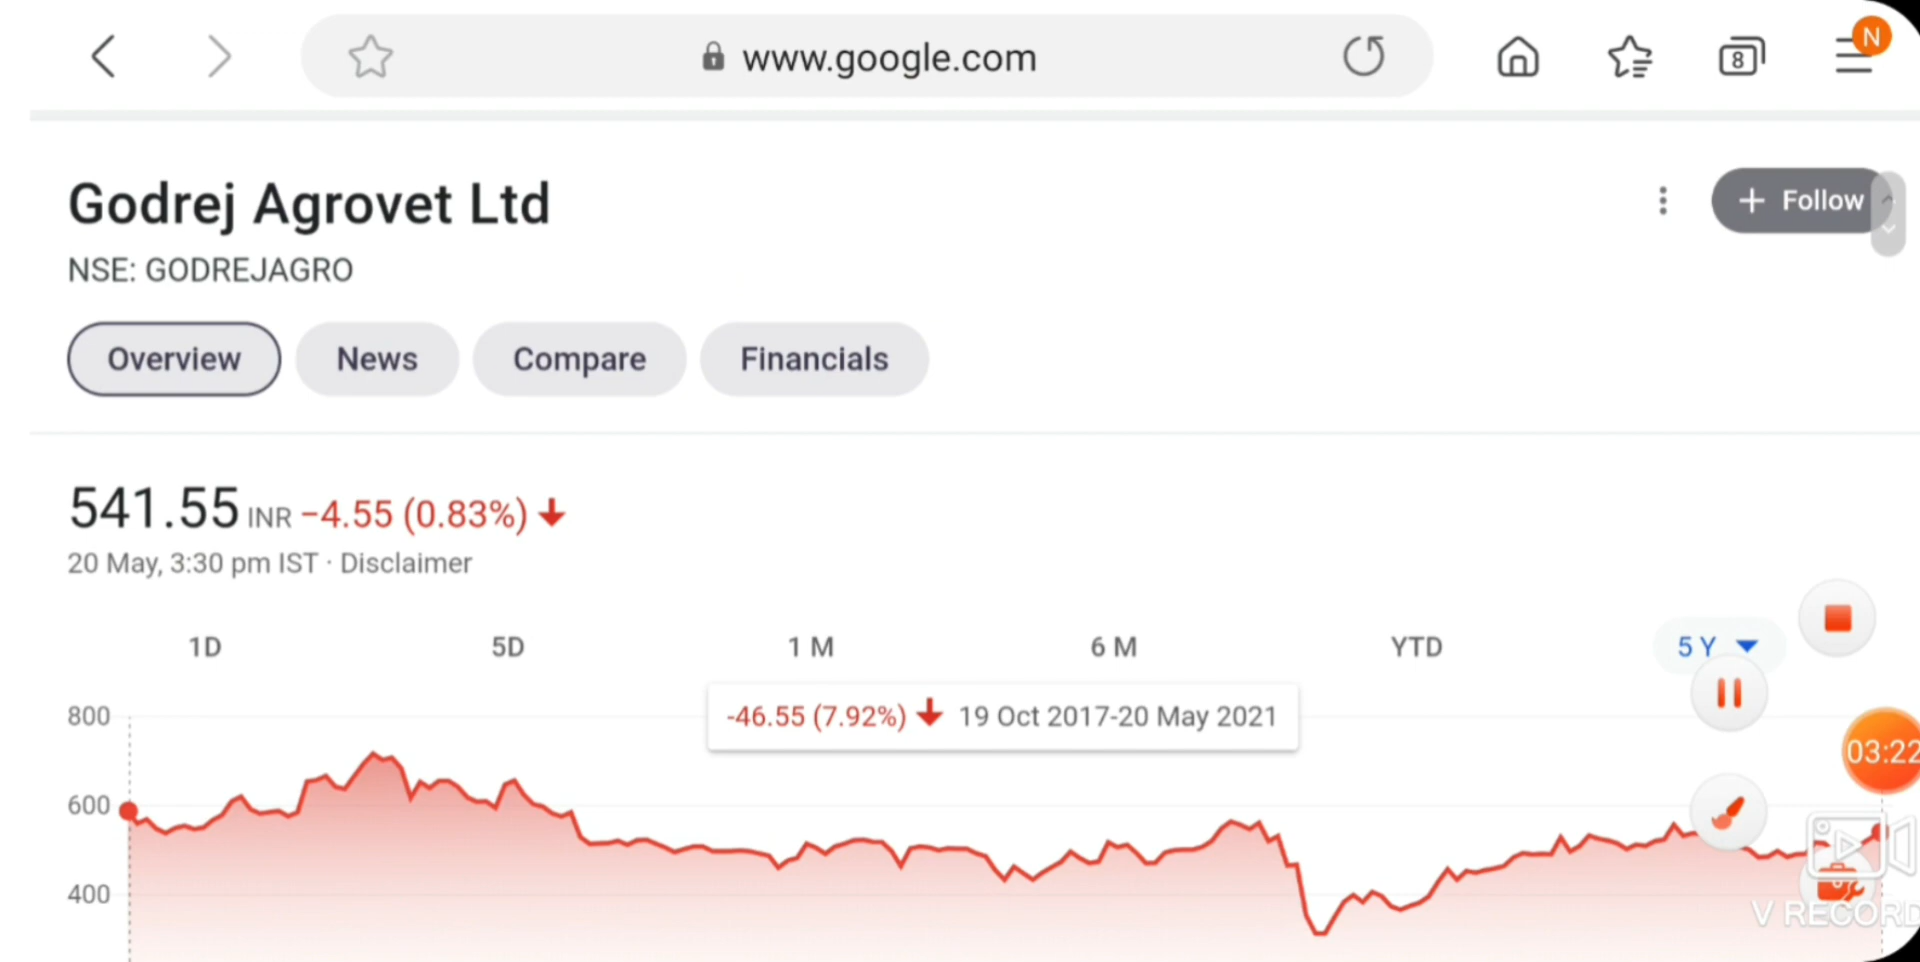 www.google.com
8
N
Godrej Agrovet Ltd
+ Follow
NSE: GODREJAGRO
Overview
News
Compare
Financials
541.55 INR −4.55 (0.83%)
20 May, 3:30 pm IST · Disclaimer
1D
5D
1 M
6 M
YTD
5 Y
-46.55 (7.92%) 19 Oct 2017-20 May 2021
800
600
400
03:22
V RECORD